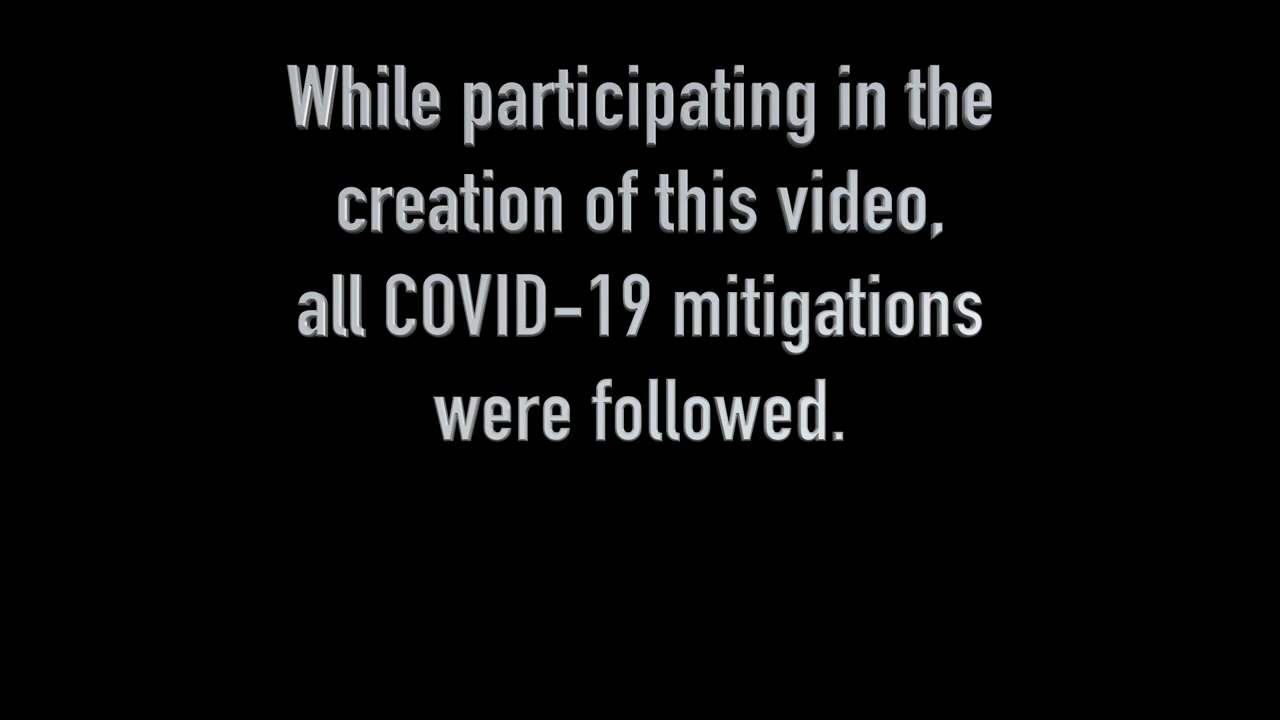 While participating in the
creation of this video,
all COVID-19 mitigations
were followed.